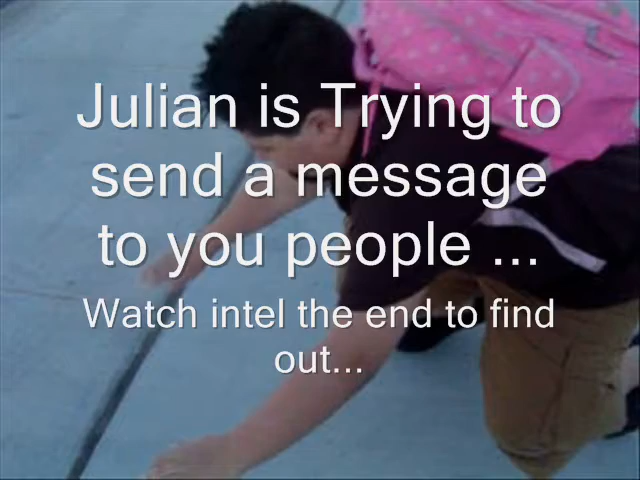 Julian is Trying to
send a message
to you people ...
Watch intel the end to find
out...